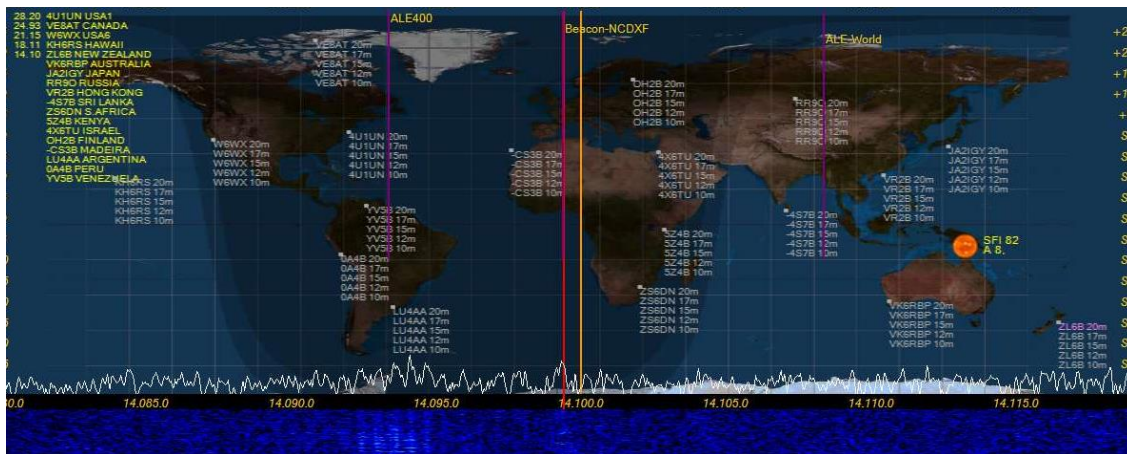 28.20 4U1UN USA1
24.93 VE8AT CANADA
21.15 W6WX USA6
18.11 KH6RS HAWAII
14.10 ZL6B NEW ZEALAND
VK6RBP AUSTRALIA
JA2IGY JAPAN
RR9O RUSSIA
VR2B HONG KONG
-4S7B SRI LANKA
ZS6DN S.AFRICA
5Z4B KENYA
4X6TU ISRAEL
OH2B FINLAND
-CS3B MADEIRA
LU4AA ARGENTINA
0A4B PERU
YV5B VENEZUELA
ALE400
Beacon-NCDXF
ALE-World
VE8AT 20m
VE8AT 17m
VE8AT 15m
VE8AT 12m
VE8AT 10m
OH2B 20m
OH2B 17m
OH2B 15m
OH2B 12m
OH2B 10m
RR9O 20m
RR9O 17m
RR9O 15m
RR9O 12m
RR9O 10m
W6WX 20m
W6WX 17m
W6WX 15m
W6WX 12m
W6WX 10m
4U1UN 20m
4U1UN 17m
4U1UN 15m
4U1UN 12m
4U1UN 10m
-CS3B 20m
-CS3B 17m
-CS3B 15m
-CS3B 12m
-CS3B 10m
4X6TU 20m
4X6TU 17m
4X6TU 15m
4X6TU 12m
4X6TU 10m
JA2IGY 20m
JA2IGY 17m
JA2IGY 15m
JA2IGY 12m
JA2IGY 10m
KH6RS 20m
KH6RS 17m
KH6RS 15m
KH6RS 12m
KH6RS 10m
VR2B 20m
VR2B 17m
VR2B 15m
VR2B 12m
VR2B 10m
YV5B 20m
YV5B 17m
YV5B 15m
YV5B 12m
YV5B 10m
-4S7B 20m
-4S7B 17m
-4S7B 15m
-4S7B 12m
-4S7B 10m
5Z4B 20m
5Z4B 17m
5Z4B 15m
5Z4B 12m
5Z4B 10m
SFI 82
A 8,
0A4B 20m
0A4B 17m
0A4B 15m
0A4B 12m
0A4B 10m
ZS6DN 20m
ZS6DN 17m
ZS6DN 15m
ZS6DN 12m
ZS6DN 10m
LU4AA 20m
LU4AA 17m
LU4AA 15m
LU4AA 12m
LU4AA 10m
VK6RBP 20m
VK6RBP 17m
VK6RBP 15m
VK6RBP 12m
VK6RBP 10m
ZL6B 20m
ZL6B 17m
ZL6B 15m
ZL6B 12m
ZL6B 10m
14.085.0 14.090.0 14.095.0 14.100.0 14.105.0 14.110.0 14.115.0